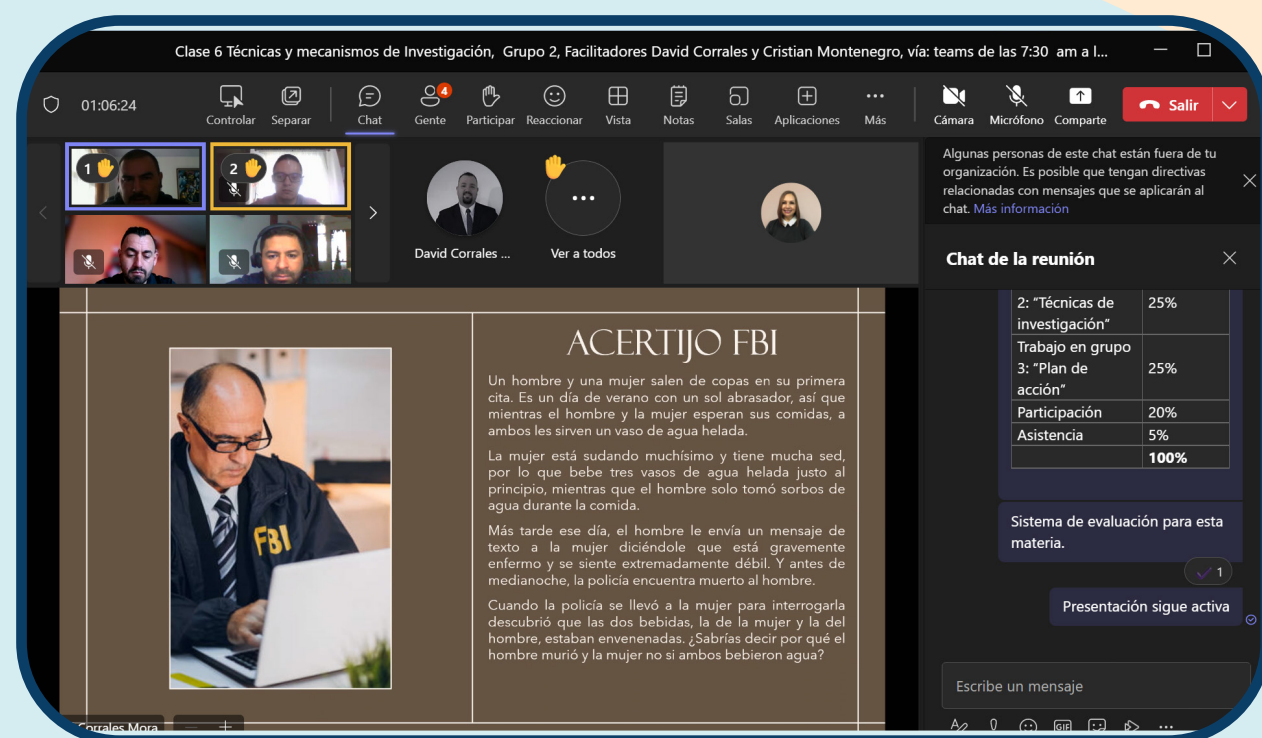 Clase 6 Técnicas y mecanismos de Investigación, Grupo 2, Facilitadores David Corrales y Cristian Montenegro, vía: teams de las 7:30 am a l...
01:06:24
Controlar
Separar
Chat
4
Gente
Participar
Reaccionar
Vista
Notas
Salas
Aplicaciones
Más
Cámara
Micrófono
Comparte
Salir
1
2
David Corrales ...
Ver a todos
ACERTIJO FBI
Un hombre y una mujer salen de copas en su primera
cita. Es un día de verano con un sol abrasador, así que
mientras el hombre y la mujer esperan sus comidas, a
ambos les sirven un vaso de agua helada.
La mujer está sudando muchísimo y tiene mucha sed,
por lo que bebe tres vasos de agua helada justo al
principio, mientras que el hombre solo tomó sorbos de
agua durante la comida.
Más tarde ese día, el hombre le envía un mensaje de
texto a la mujer diciéndole que está gravemente
enfermo y se siente extremadamente débil. Y antes de
medianoche, la policía encuentra muerto al hombre.
Cuando la policía se llevó a la mujer para interrogarla
descubrió que las dos bebidas, la de la mujer y la del
hombre, estaban envenenadas. ¿Sabrías decir por qué el
hombre murió y la mujer no si ambos bebieron agua?
FBI
Corrales Mora
Algunas personas de este chat están fuera de tu
organización. Es posible que tengan directivas
relacionadas con mensajes que se aplicarán al
chat. Más información
Chat de la reunión
2: "Técnicas de 25%
investigación"
Trabajo en grupo
3: "Plan de 25%
acción"
Participación 20%
Asistencia 5%
100%
Sistema de evaluación para esta
materia.
1
Presentación sigue activa
Escribe un mensaje
GIF